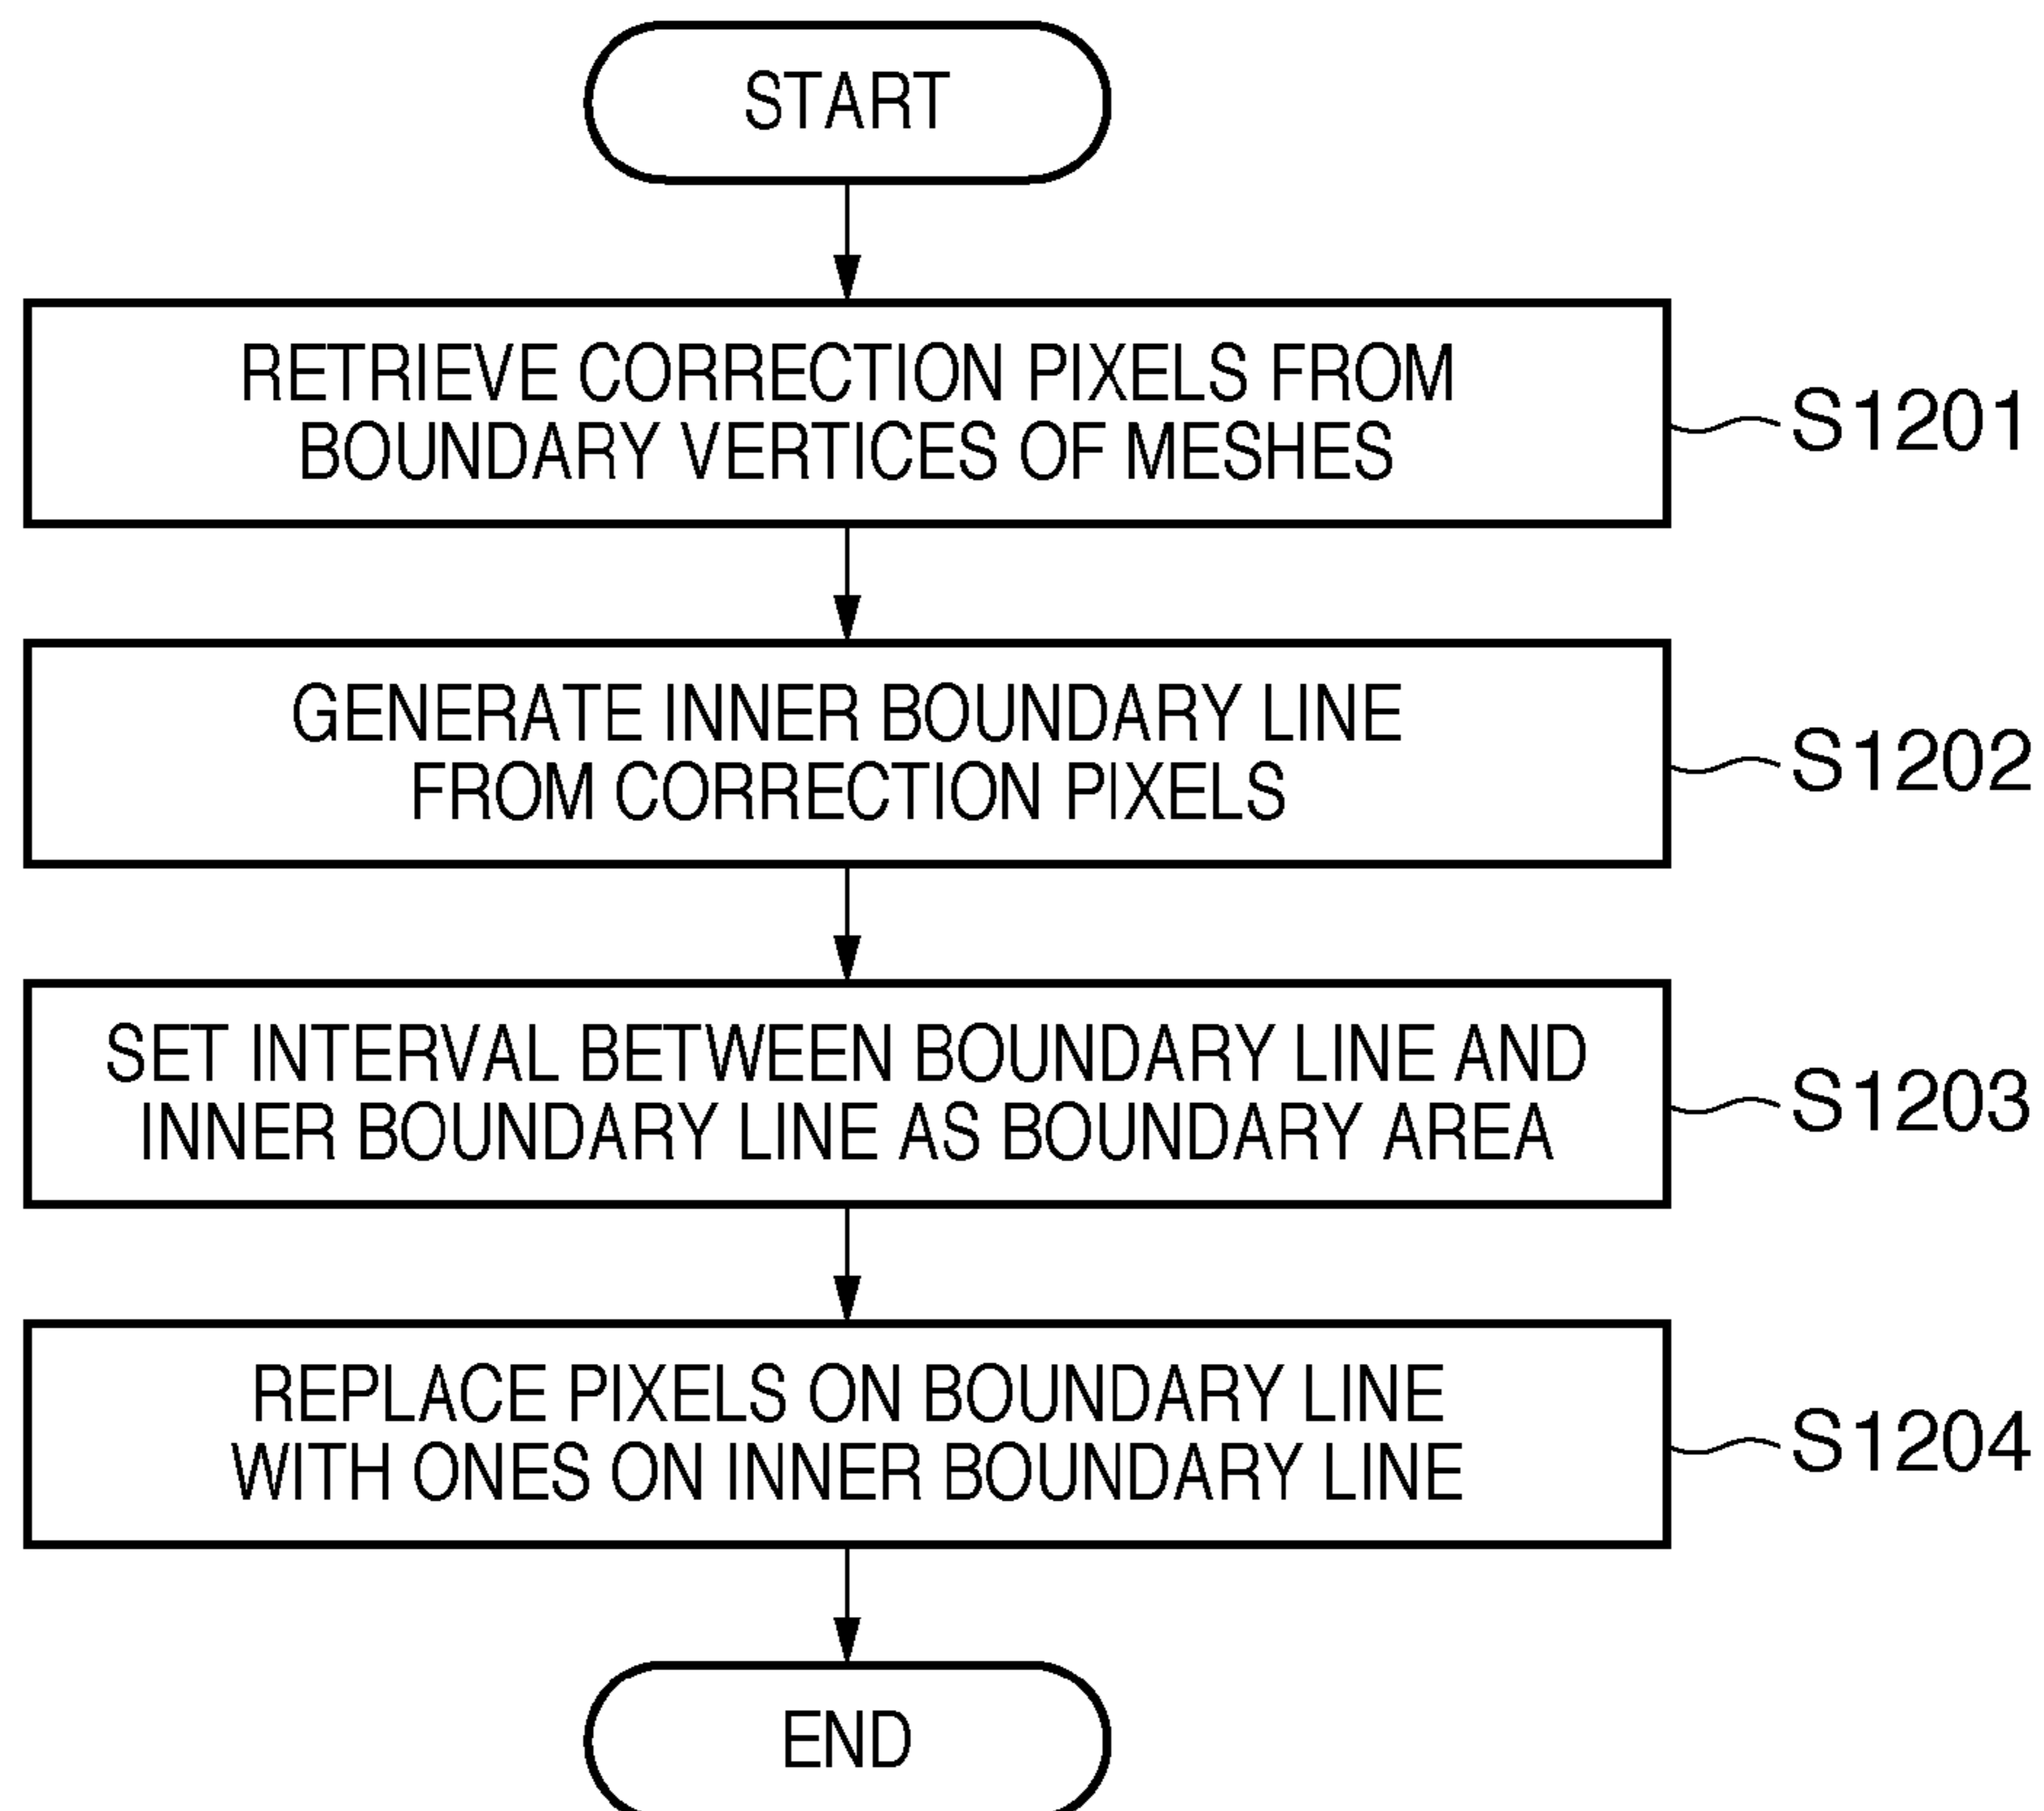 START
RETRIEVE CORRECTION PIXELS FROM
BOUNDARY VERTICES OF MESHES
S1201
GENERATE INNER BOUNDARY LINE
FROM CORRECTION PIXELS
S1202
SET INTERVAL BETWEEN BOUNDARY LINE AND
INNER BOUNDARY LINE AS BOUNDARY AREA
S1203
REPLACE PIXELS ON BOUNDARY LINE
WITH ONES ON INNER BOUNDARY LINE
S1204
END